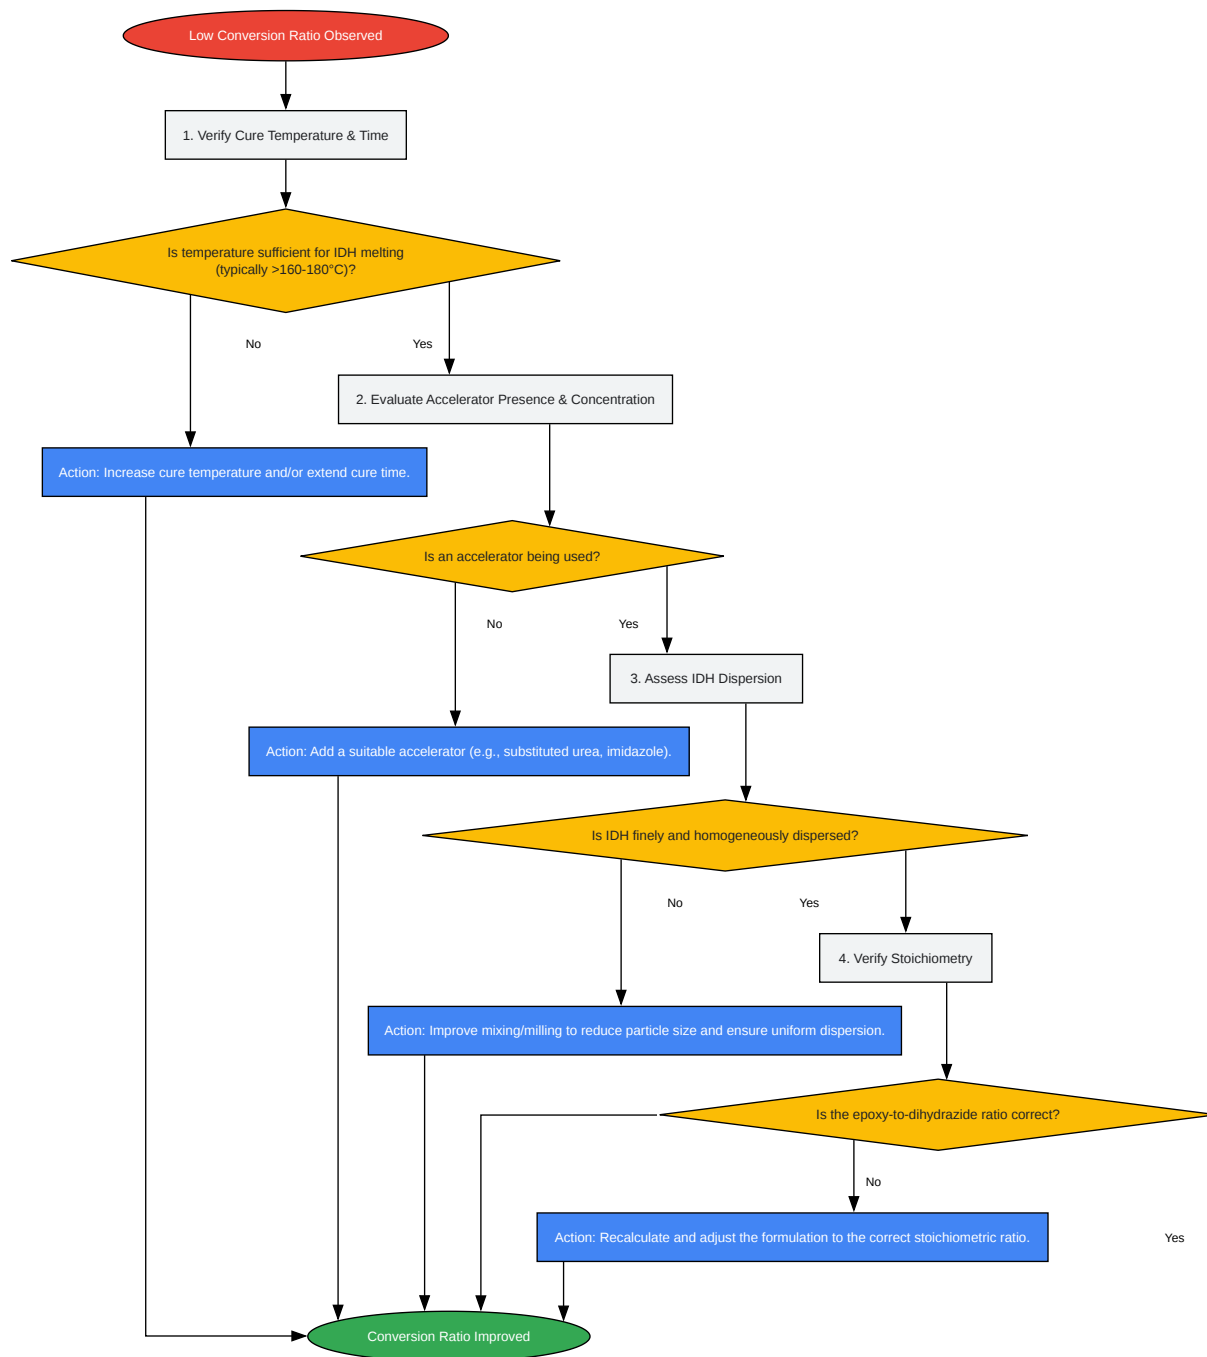 Low Conversion Ratio Observed
1. Verify Cure Temperature & Time
Is temperature sufficient for IDH melting
(typically >160-180°C)?
No
Yes
2. Evaluate Accelerator Presence & Concentration
Action: Increase cure temperature and/or extend cure time.
Is an accelerator being used?
No
Yes
3. Assess IDH Dispersion
Action: Add a suitable accelerator (e.g., substituted urea, imidazole).
Is IDH finely and homogeneously dispersed?
No
Yes
4. Verify Stoichiometry
Action: Improve mixing/milling to reduce particle size and ensure uniform dispersion.
Is the epoxy-to-dihydrazide ratio correct?
No
Action: Recalculate and adjust the formulation to the correct stoichiometric ratio.
Yes
Conversion Ratio Improved